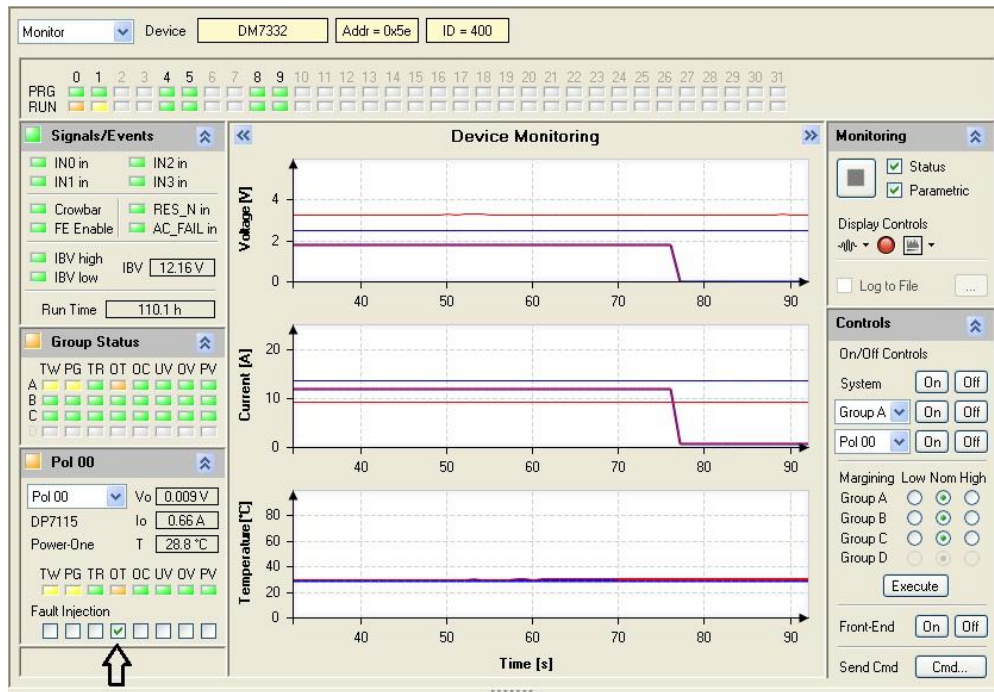 Monitor Device DM7332 Addr = 0x5e ID = 400
0 1 2 3 4 5 6 7 8 9 10 11 12 13 14 15 16 17 18 19 20 21 22 23 24 25 26 27 28 29 30 31
PRG
RUN
Signals/Events
IN0 in IN2 in
IN1 in IN3 in
Crowbar RES_N in
FE Enable AC_FAIL in
IBV high
IBV low
IBV 12.16 V
Run Time 110.1 h
Group Status
TW PG TR OT OC UV OV PV
A
B
C
D
Pol 00
Pol 00 Vo 0.009 V
DP7115 Io 0.66 A
Power-One T 28.8 °C
TW PG TR OT OC UV OV PV
Fault Injection
Device Monitoring
Voltage [V]
4
2
0
40 50 60 70 80 90
Current [A]
20
10
0
40 50 60 70 80 90
Temperature [°C]
80
60
40
20
0
40 50 60 70 80 90
Time [s]
Monitoring
Status
Parametric
Display Controls
Log to File ...
Controls
On/Off Controls
System On Off
Group A On Off
Pol 00 On Off
Margining Low Nom High
Group A
Group B
Group C
Group D
Execute
Front-End On Off
Send Cmd Cmd...